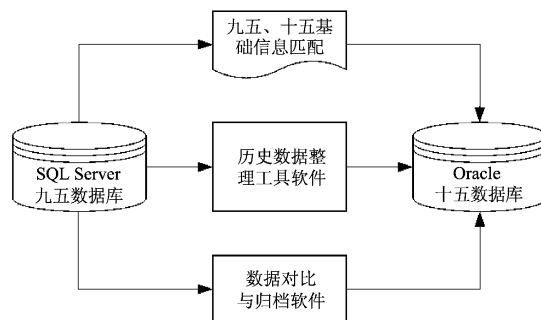 九五、十五基
础信息匹配
SQL Server
九五数据库
历史数据整
理工具软件
Oracle
十五数据库
数据对比
与归档软件